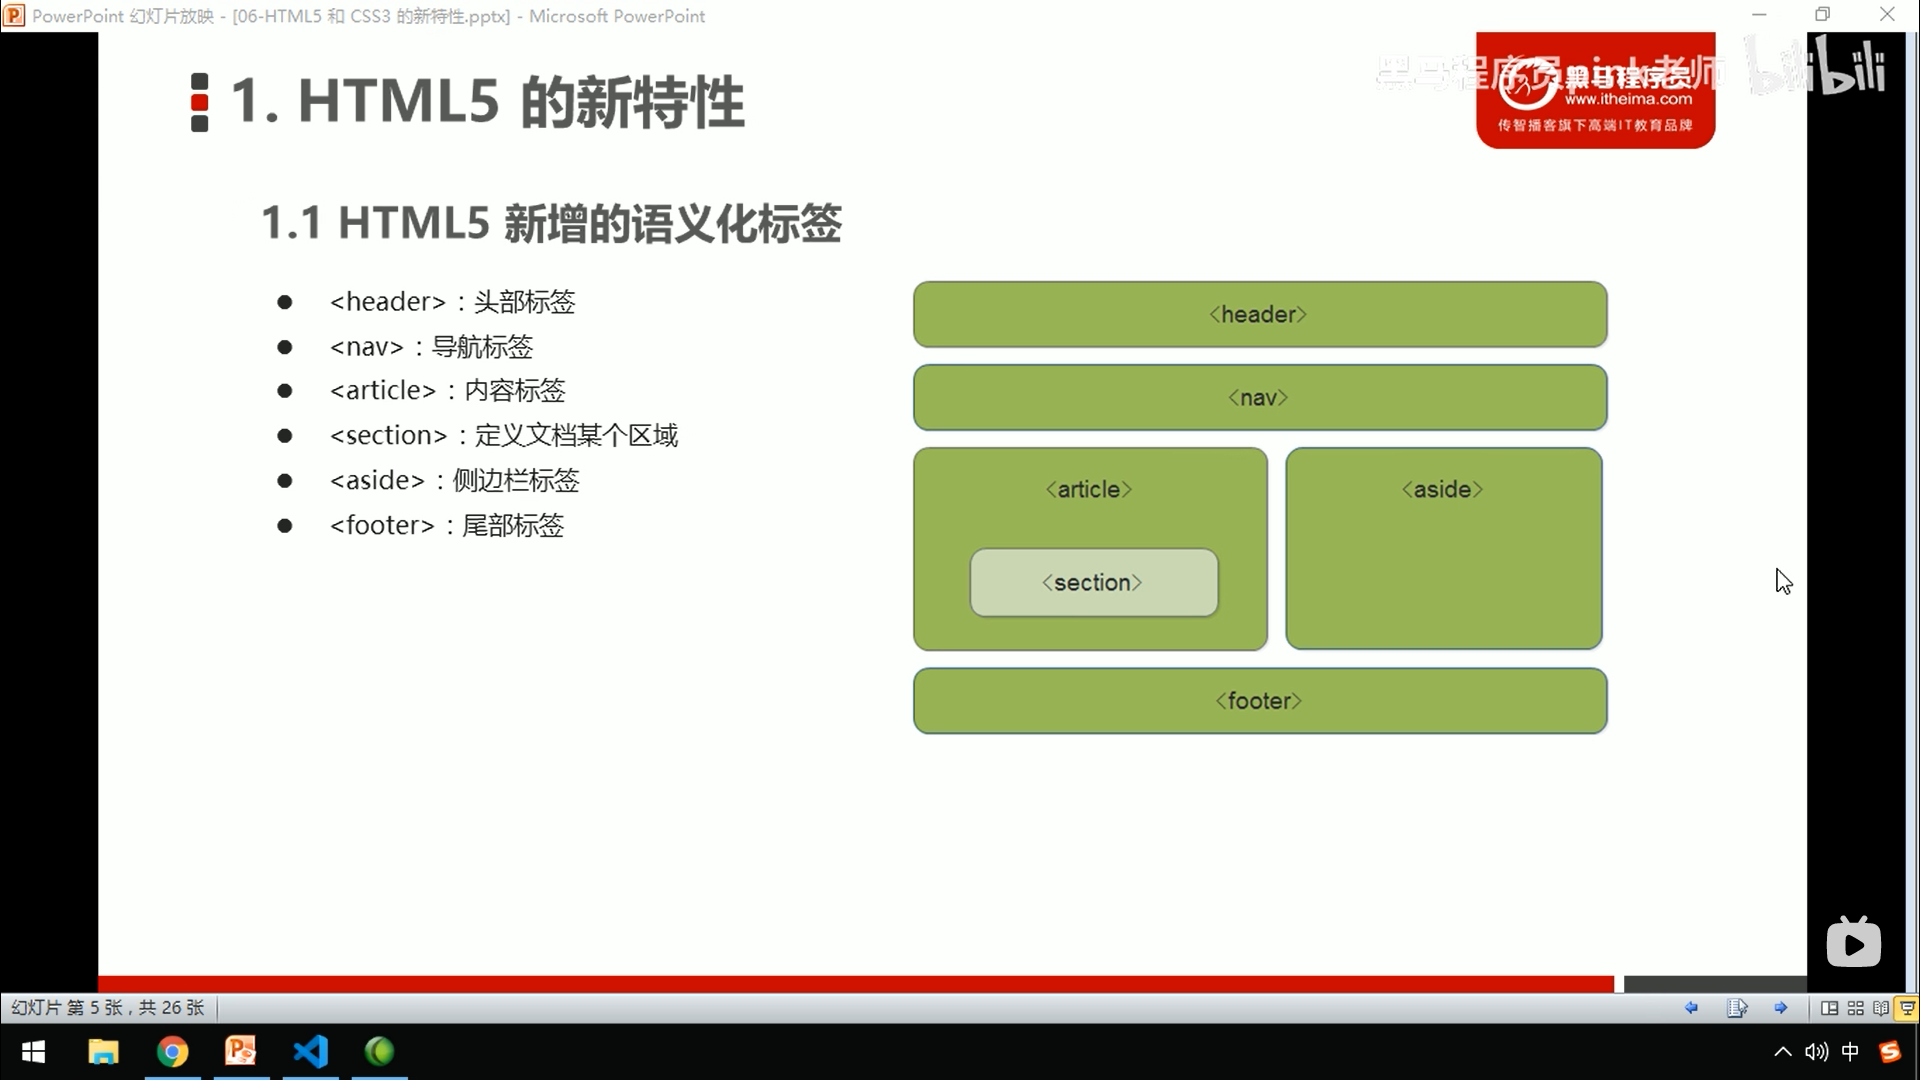 PowerPoint 幻灯片放映 - [06-HTML5 和 CSS3 的新特性.pptx] - Microsoft PowerPoint
1. HTML5 的新特性
黑马程序员pink老师
bilibili
黑马程序员
www.itheima.com
传智播客旗下高端IT教育品牌
1.1 HTML5 新增的语义化标签
● <header>：头部标签
● <nav>：导航标签
● <article>：内容标签
● <section>：定义文档某个区域
● <aside>：侧边栏标签
● <footer>：尾部标签
<header>
<nav>
<article>
<aside>
<section>
<footer>
幻灯片 第 5 张，共 26 张
中